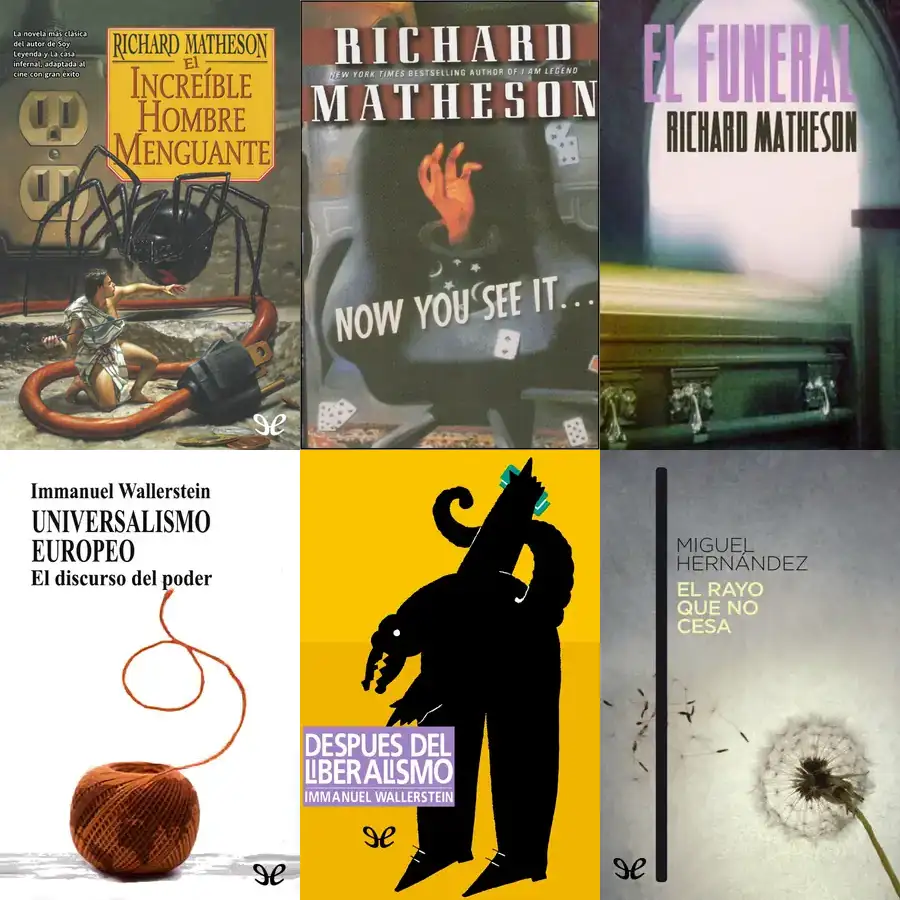 La novela más clásica
del autor de Soy
Leyenda y La casa
infernal, adaptada al
cine con gran éxito
RICHARD MATHESON
El
INCREÍBLE
HOMBRE
MENGUANTE
RICHARD
NEW YORK TIMES BESTSELLING AUTHOR OF I AM LEGEND
MATHESON
NOW YOU SEE IT...
EL FUNERAL
RICHARD MATHESON
Immanuel Wallerstein
UNIVERSALISMO
EUROPEO
El discurso del poder
DESPUES DEL
LIBERALISMO
IMMANUEL WALLERSTEIN
MIGUEL
HERNÁNDEZ
EL RAYO
QUE NO
CESA